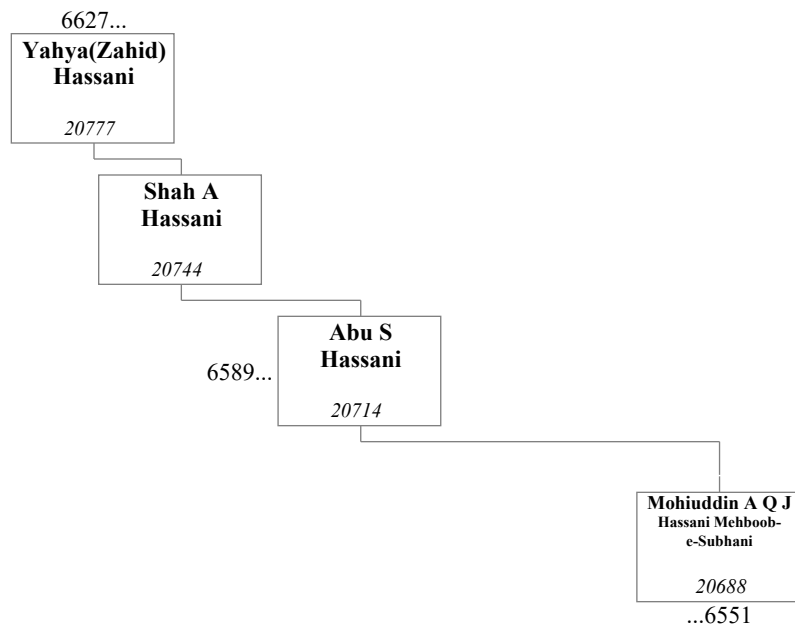 6627...
Yahya(Zahid)
Hassani
20777
Shah A
Hassani
20744
Abu S
Hassani
6589...
20714
Mohiuddin A Q J
Hassani Mehboob-
e-Subhani
20688
...6551